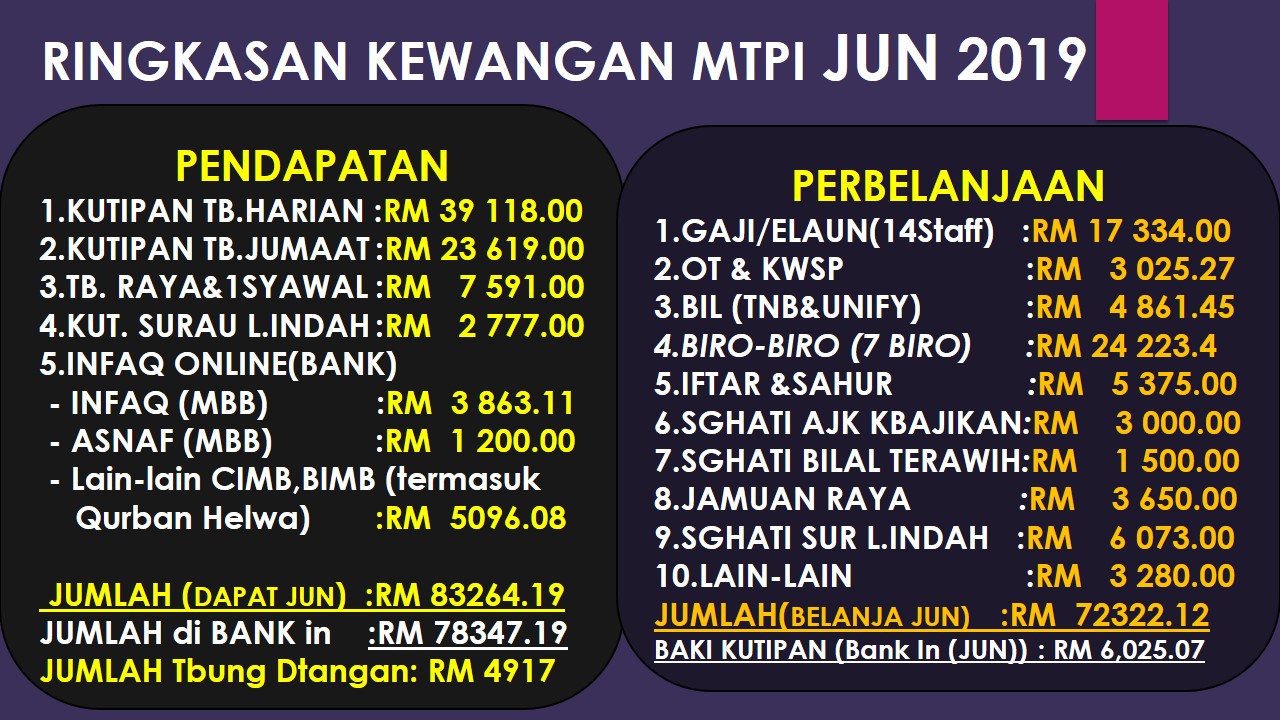 RINGKASAN KEWANGAN MTPI JUN 2019
PENDAPATAN
1.KUTIPAN TB.HARIAN :RM 39 118.00
2.KUTIPAN TB.JUMAAT :RM 23 619.00
3.TB. RAYA&1SYAWAL :RM 7 591.00
4.KUT. SURAU L.INDAH :RM 2 777.00
5.INFAQ ONLINE(BANK)
- INFAQ (MBB) :RM 3 863.11
- ASNAF (MBB) :RM 1 200.00
- Lain-lain CIMB,BIMB (termasuk
Qurban Helwa) :RM 5096.08
JUMLAH (DAPAT JUN) :RM 83264.19
JUMLAH di BANK in :RM 78347.19
JUMLAH Tbung Dtangan: RM 4917
PERBELANJAAN
1.GAJI/ELAUN(14Staff) :RM 17 334.00
2.OT & KWSP :RM 3 025.27
3.BIL (TNB&UNIFY) :RM 4 861.45
4.BIRO-BIRO (7 BIRO) :RM 24 223.4
5.IFTAR &SAHUR :RM 5 375.00
6.SGHATI AJK KBAJIKAN:RM 3 000.00
7.SGHATI BILAL TERAWIH:RM 1 500.00
8.JAMUAN RAYA :RM 3 650.00
9.SGHATI SUR L.INDAH :RM 6 073.00
10.LAIN-LAIN :RM 3 280.00
JUMLAH(BELANJA JUN) :RM 72322.12
BAKI KUTIPAN (Bank In (JUN)) : RM 6,025.07